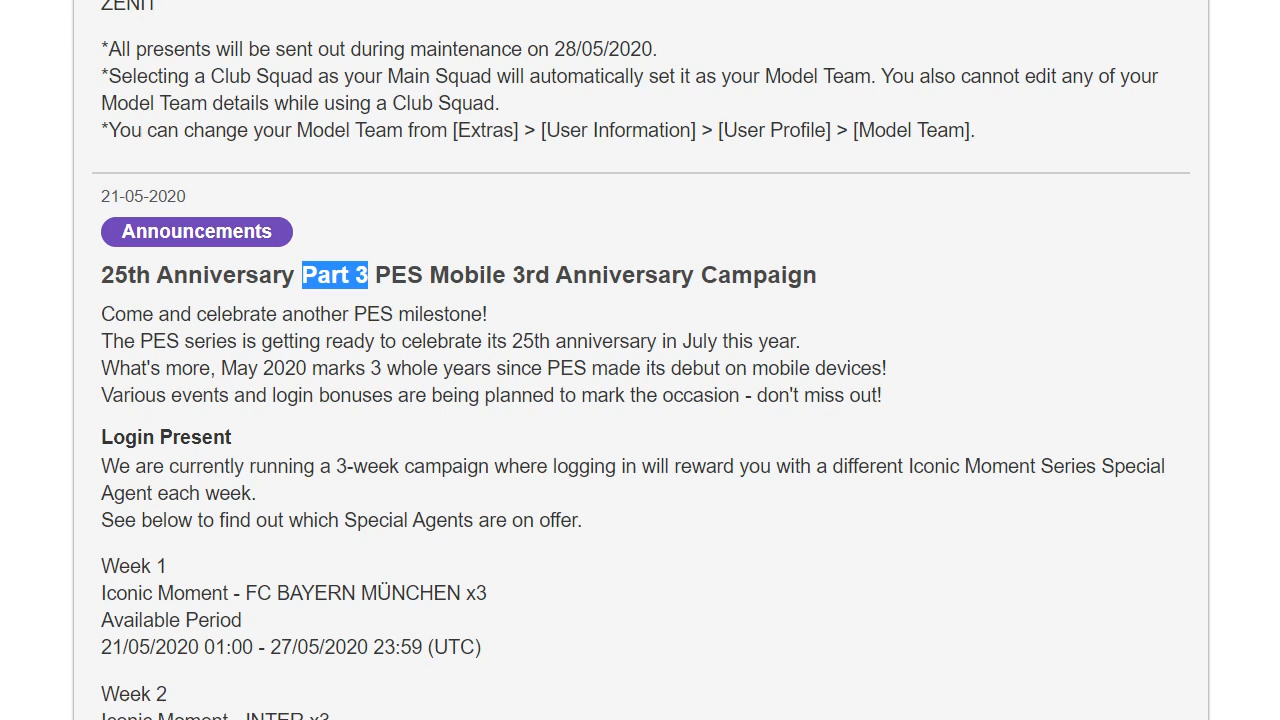 ZENIT
*All presents will be sent out during maintenance on 28/05/2020.
*Selecting a Club Squad as your Main Squad will automatically set it as your Model Team. You also cannot edit any of your
Model Team details while using a Club Squad.
*You can change your Model Team from [Extras] > [User Information] > [User Profile] > [Model Team].
21-05-2020
Announcements
25th Anniversary Part 3 PES Mobile 3rd Anniversary Campaign
Come and celebrate another PES milestone!
The PES series is getting ready to celebrate its 25th anniversary in July this year.
What's more, May 2020 marks 3 whole years since PES made its debut on mobile devices!
Various events and login bonuses are being planned to mark the occasion - don't miss out!
Login Present
We are currently running a 3-week campaign where logging in will reward you with a different Iconic Moment Series Special
Agent each week.
See below to find out which Special Agents are on offer.
Week 1
Iconic Moment - FC BAYERN MÜNCHEN x3
Available Period
21/05/2020 01:00 - 27/05/2020 23:59 (UTC)
Week 2
Iconic Moment - INTER x3